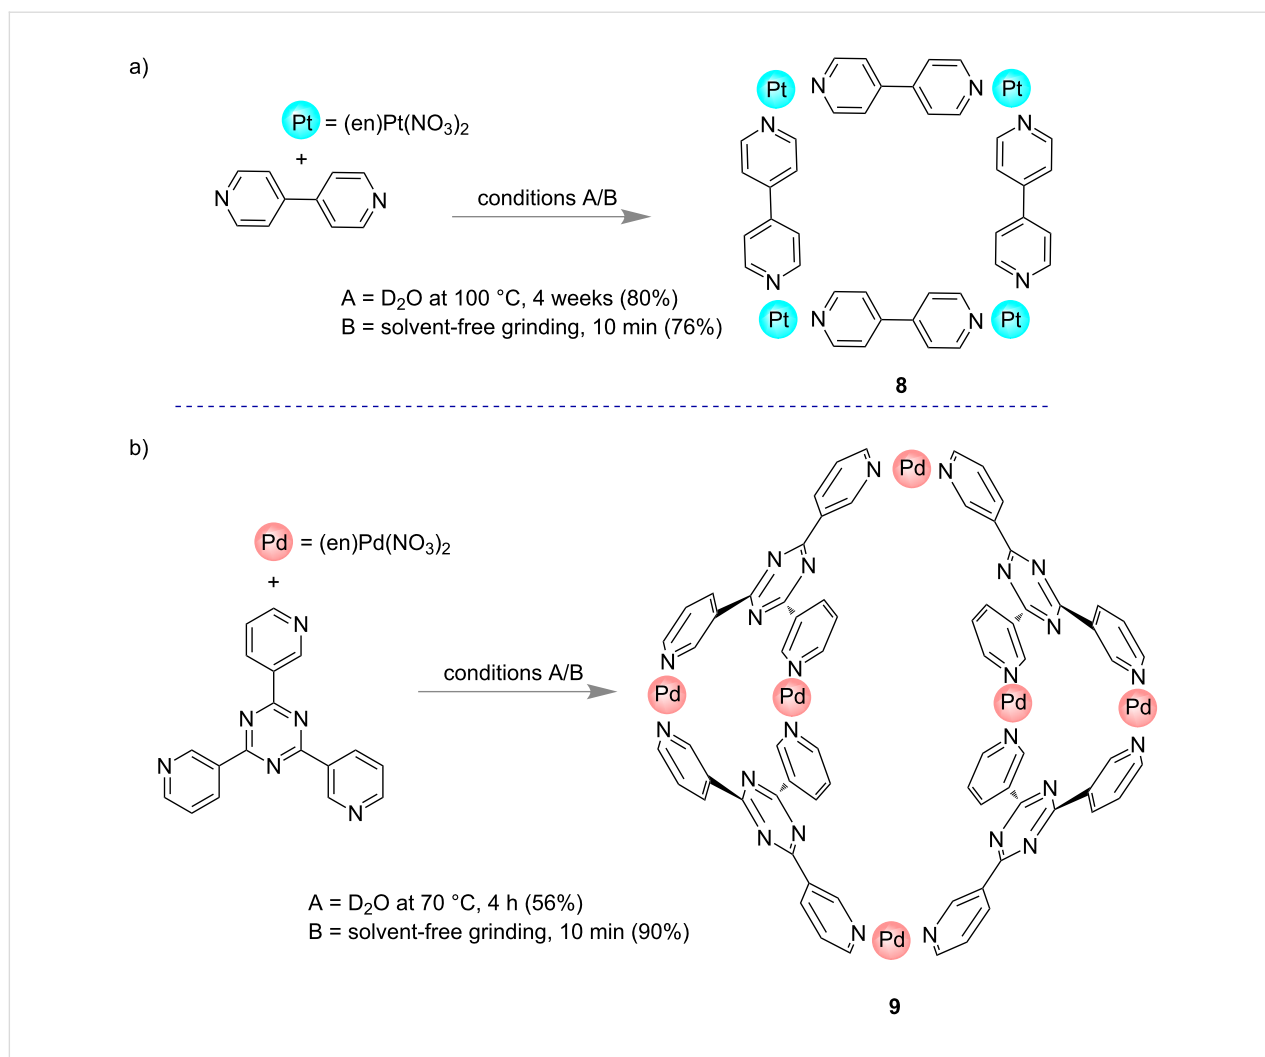 a)
Pt = (en)Pt(NO3)2
+
N N
conditions A/B
A = D2O at 100 °C, 4 weeks (80%)
B = solvent-free grinding, 10 min (76%)
Pt N N Pt
N N
N N
Pt N N Pt
8
b)
Pd = (en)Pd(NO3)2
+
N
N N
N N
N
conditions A/B
A = D2O at 70 °C, 4 h (56%)
B = solvent-free grinding, 10 min (90%)
N Pd N
N N N N
N N
N N N N
Pd Pd Pd Pd
N N N N
N N
N N N N
N Pd N
9